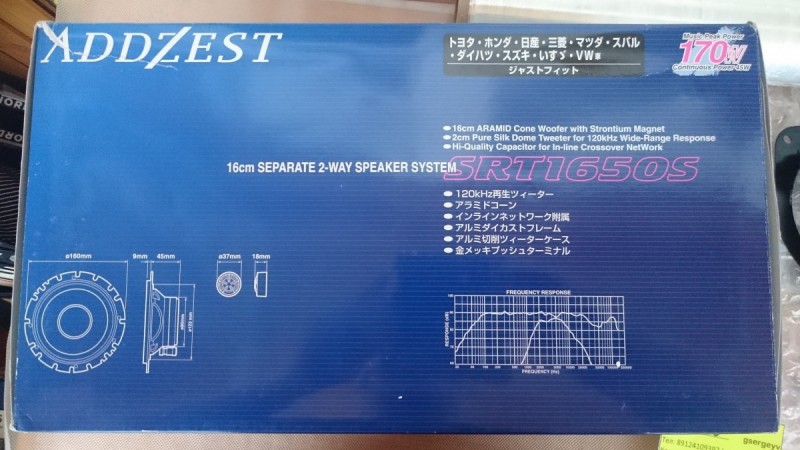 ADDZEST
トヨタ・ホンダ・日産・三菱・マツダ・スバル
・ダイハツ・スズキ・いすゞ・VW車
ジャストフィット
Music Peak Power
170W
Continuous Power 45W
●16cm ARAMID Cone Woofer with Strontium Magnet
●2cm Pure Silk Dome Tweeter for 120kHz Wide-Range Response
●Hi-Quality Capacitor for In-line Crossover NetWork
16cm SEPARATE 2-WAY SPEAKER SYSTEM
SRT1650S
●120kHz再生ツィーター
●アラミドコーン
●インラインネットワーク附属
●アルミダイカストフレーム
●アルミ切削ツィーターケース
●金メッキプッシュターミナル
ø160mm
9mm 45mm
ø37mm
18mm
FREQUENCY RESPONSE
RESPONSE (dB)
FREQUENCY (Hz)
gsergeyv